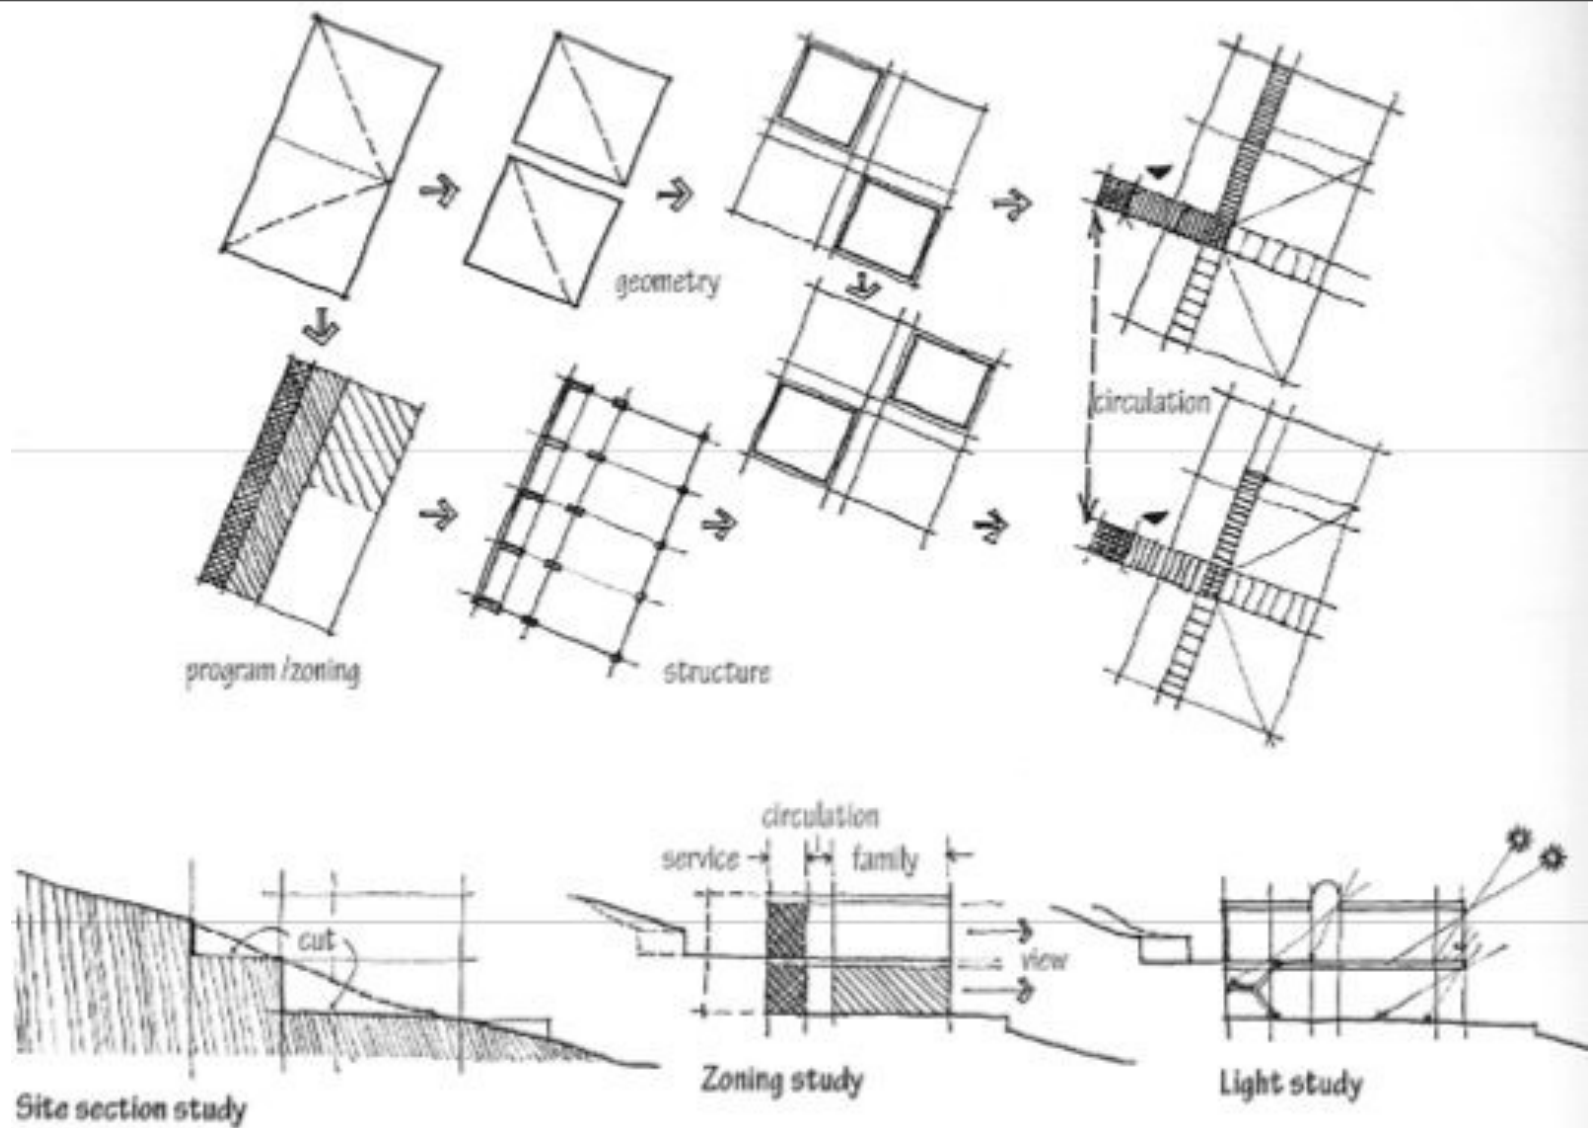 geometry
circulation
program/zoning
structure
circulation
service
family
cut
view
Site section study
Zoning study
Light study